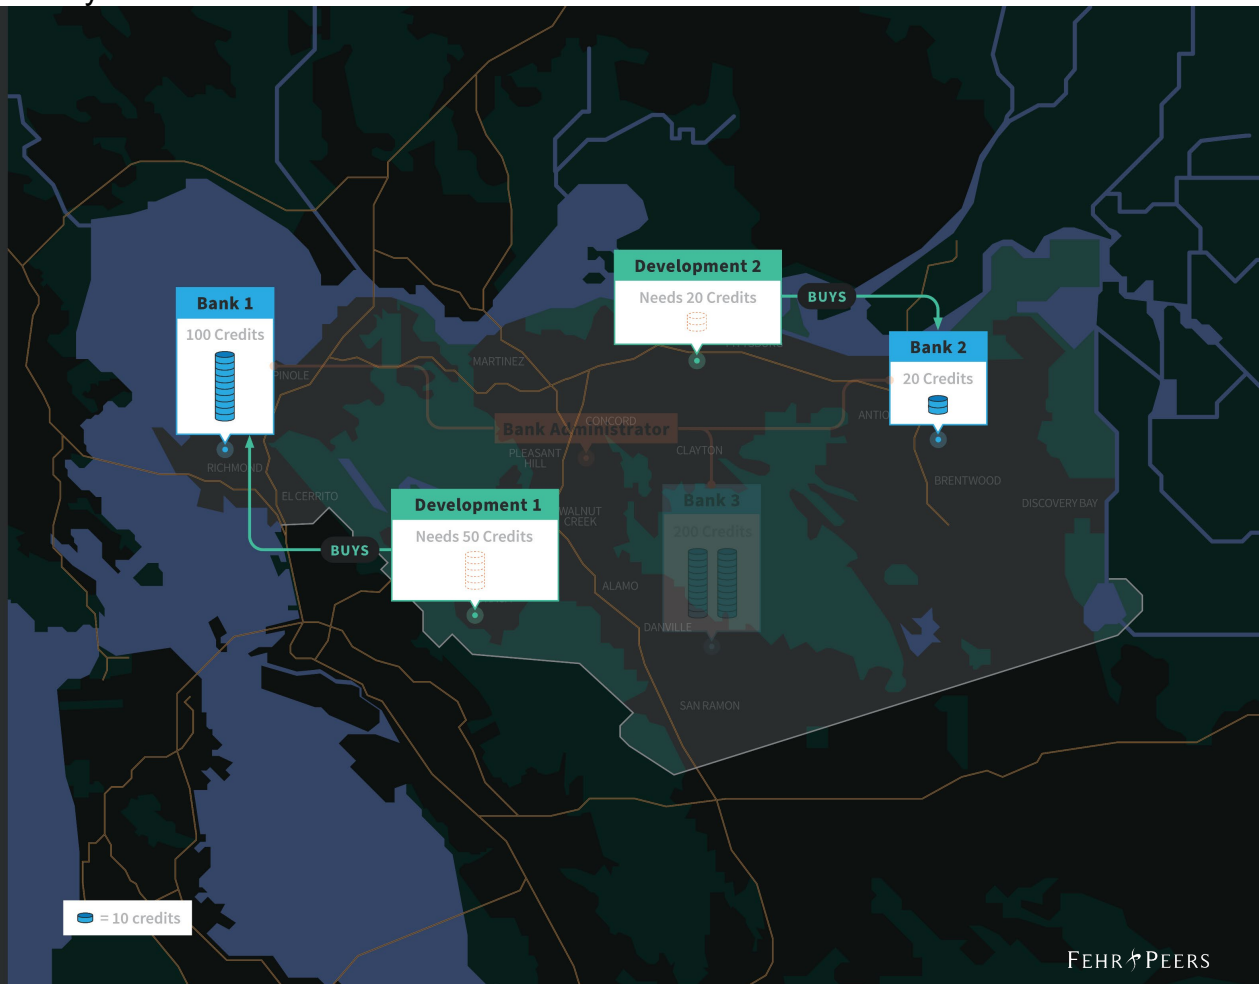 Development 2
Needs 20 Credits
BUYS
Bank 1
100 Credits
Bank 2
20 Credits
MARTINEZ
PINOLE
CONCORD
Bank Administrator
ANTIO
CLAYTON
PLEASANT
HILL
RICHMOND
BRENTWOOD
EL CERRITO
Development 1
Needs 50 Credits
BUYS
Bank 3
200 Credits
DISCOVERY BAY
WALNUT
CREEK
ALAMO
DANVILLE
SAN RAMON
= 10 credits
FEHR PEERS